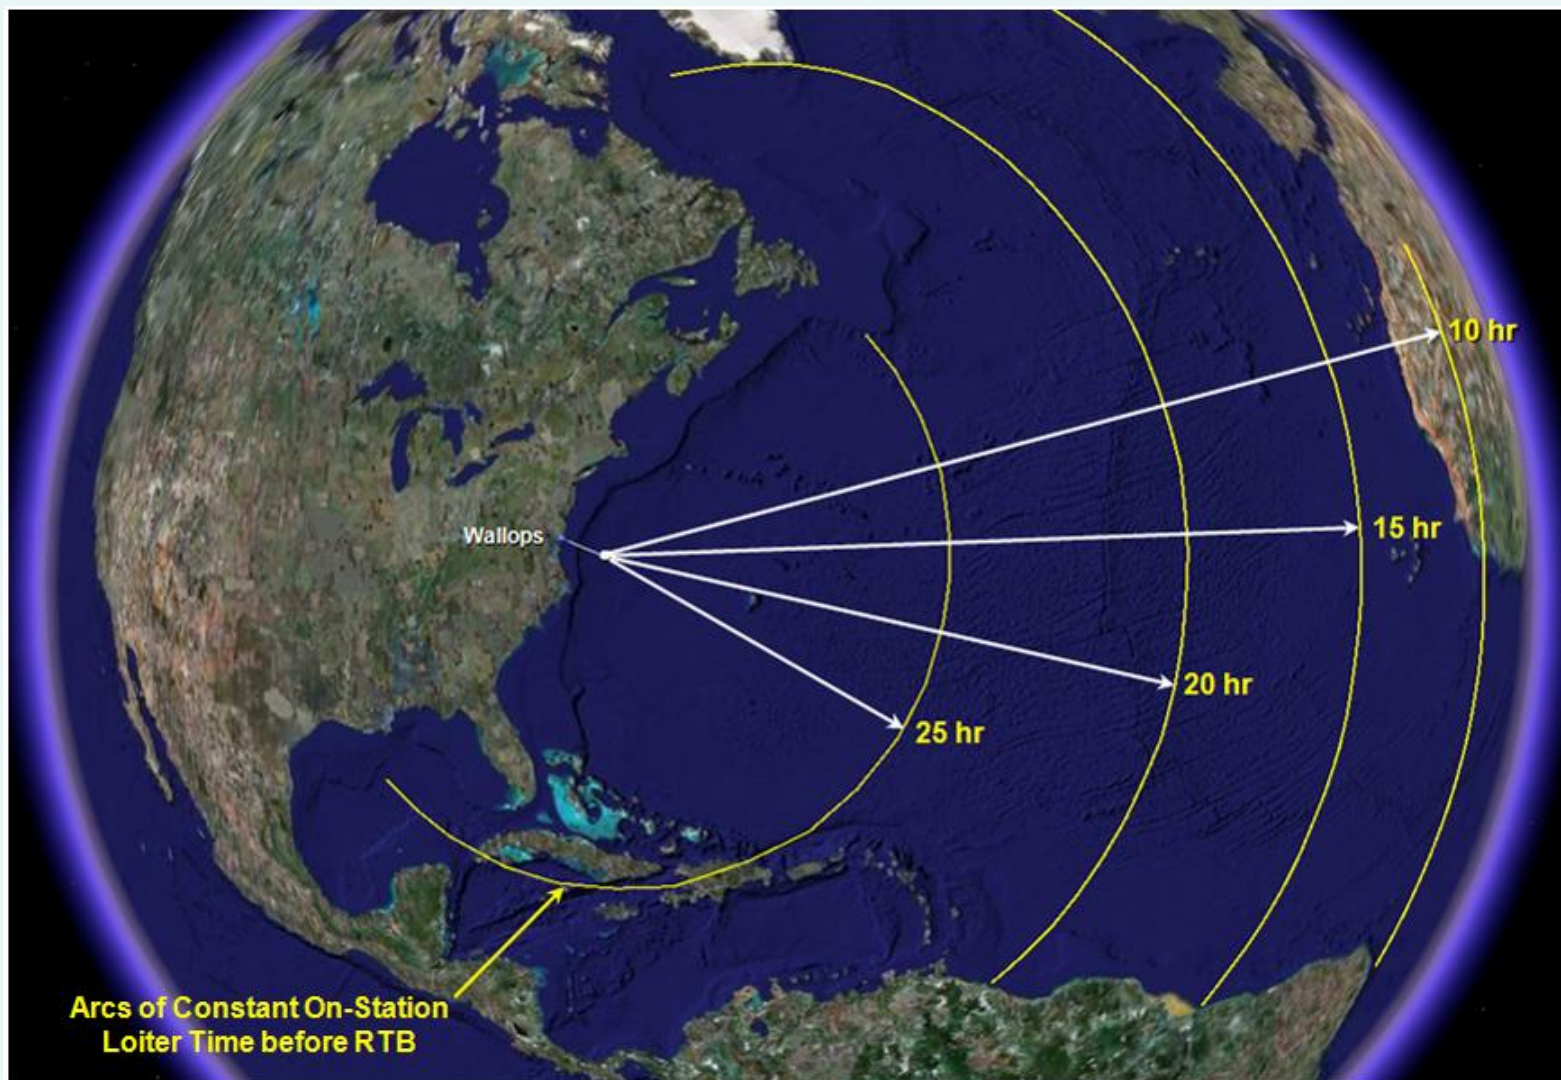 10 hr
Wallops
15 hr
20 hr
25 hr
Arcs of Constant On-Station
Loiter Time before RTB